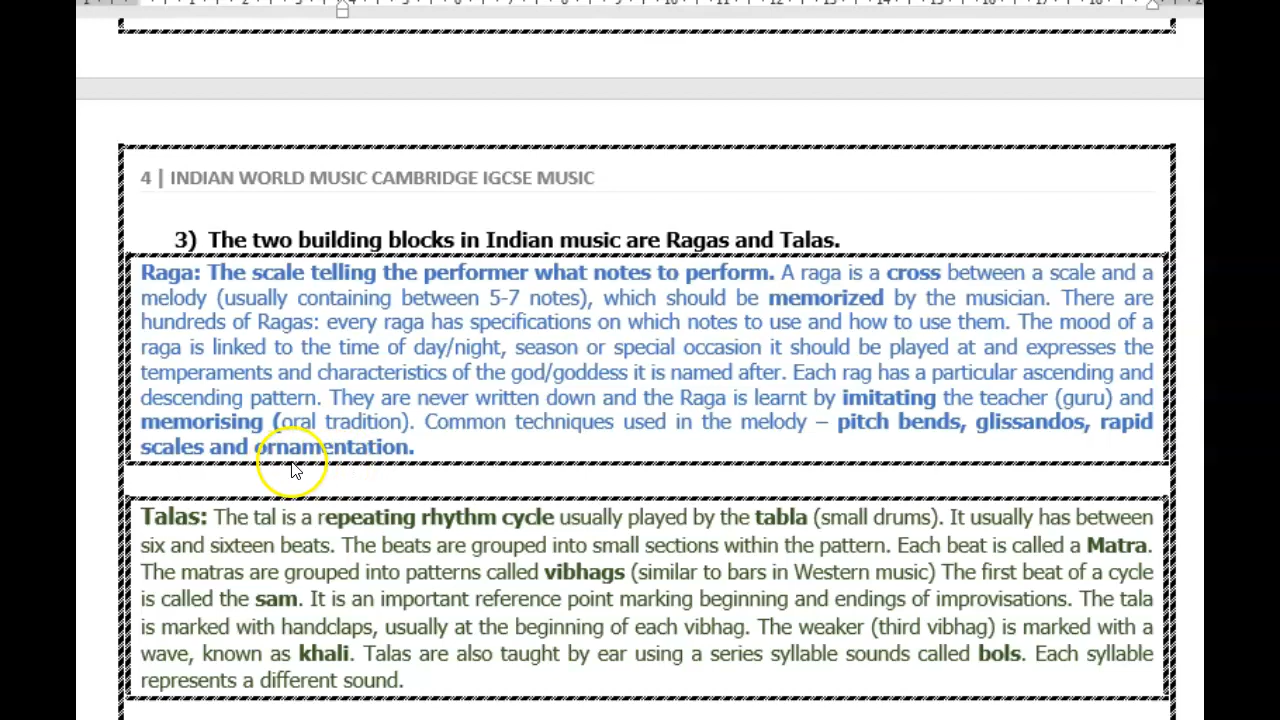 4 | INDIAN WORLD MUSIC CAMBRIDGE IGCSE MUSIC
3) The two building blocks in Indian music are Ragas and Talas.
Raga: The scale telling the performer what notes to perform. A raga is a cross between a scale and a
melody (usually containing between 5-7 notes), which should be memorized by the musician. There are
hundreds of Ragas: every raga has specifications on which notes to use and how to use them. The mood of a
raga is linked to the time of day/night, season or special occasion it should be played at and expresses the
temperaments and characteristics of the god/goddess it is named after. Each rag has a particular ascending and
descending pattern. They are never written down and the Raga is learnt by imitating the teacher (guru) and
memorising (oral tradition). Common techniques used in the melody – pitch bends, glissandos, rapid
scales and ornamentation.
Talas: The tal is a repeating rhythm cycle usually played by the tabla (small drums). It usually has between
six and sixteen beats. The beats are grouped into small sections within the pattern. Each beat is called a Matra.
The matras are grouped into patterns called vibhags (similar to bars in Western music) The first beat of a cycle
is called the sam. It is an important reference point marking beginning and endings of improvisations. The tala
is marked with handclaps, usually at the beginning of each vibhag. The weaker (third vibhag) is marked with a
wave, known as khali. Talas are also taught by ear using a series syllable sounds called bols. Each syllable
represents a different sound.